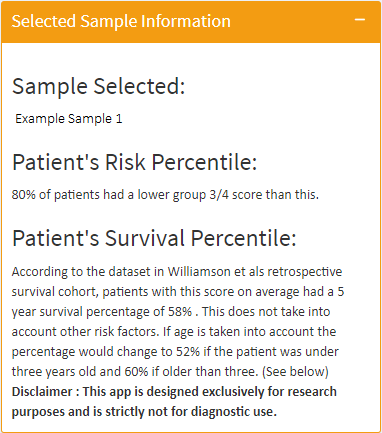 Selected Sample Information
Sample Selected:
Example Sample 1
Patient's Risk Percentile:
80% of patients had a lower group 3/4 score than this.
Patient's Survival Percentile:
According to the dataset in Williamson et als retrospective
survival cohort, patients with this score on average had a 5
year survival percentage of 58% . This does not take into
account other risk factors. If age is taken into account the
percentage would change to 52% if the patient was under
three years old and 60% if older than three. (See below)
Disclaimer : This app is designed exclusively for research
purposes and is strictly not for diagnostic use.